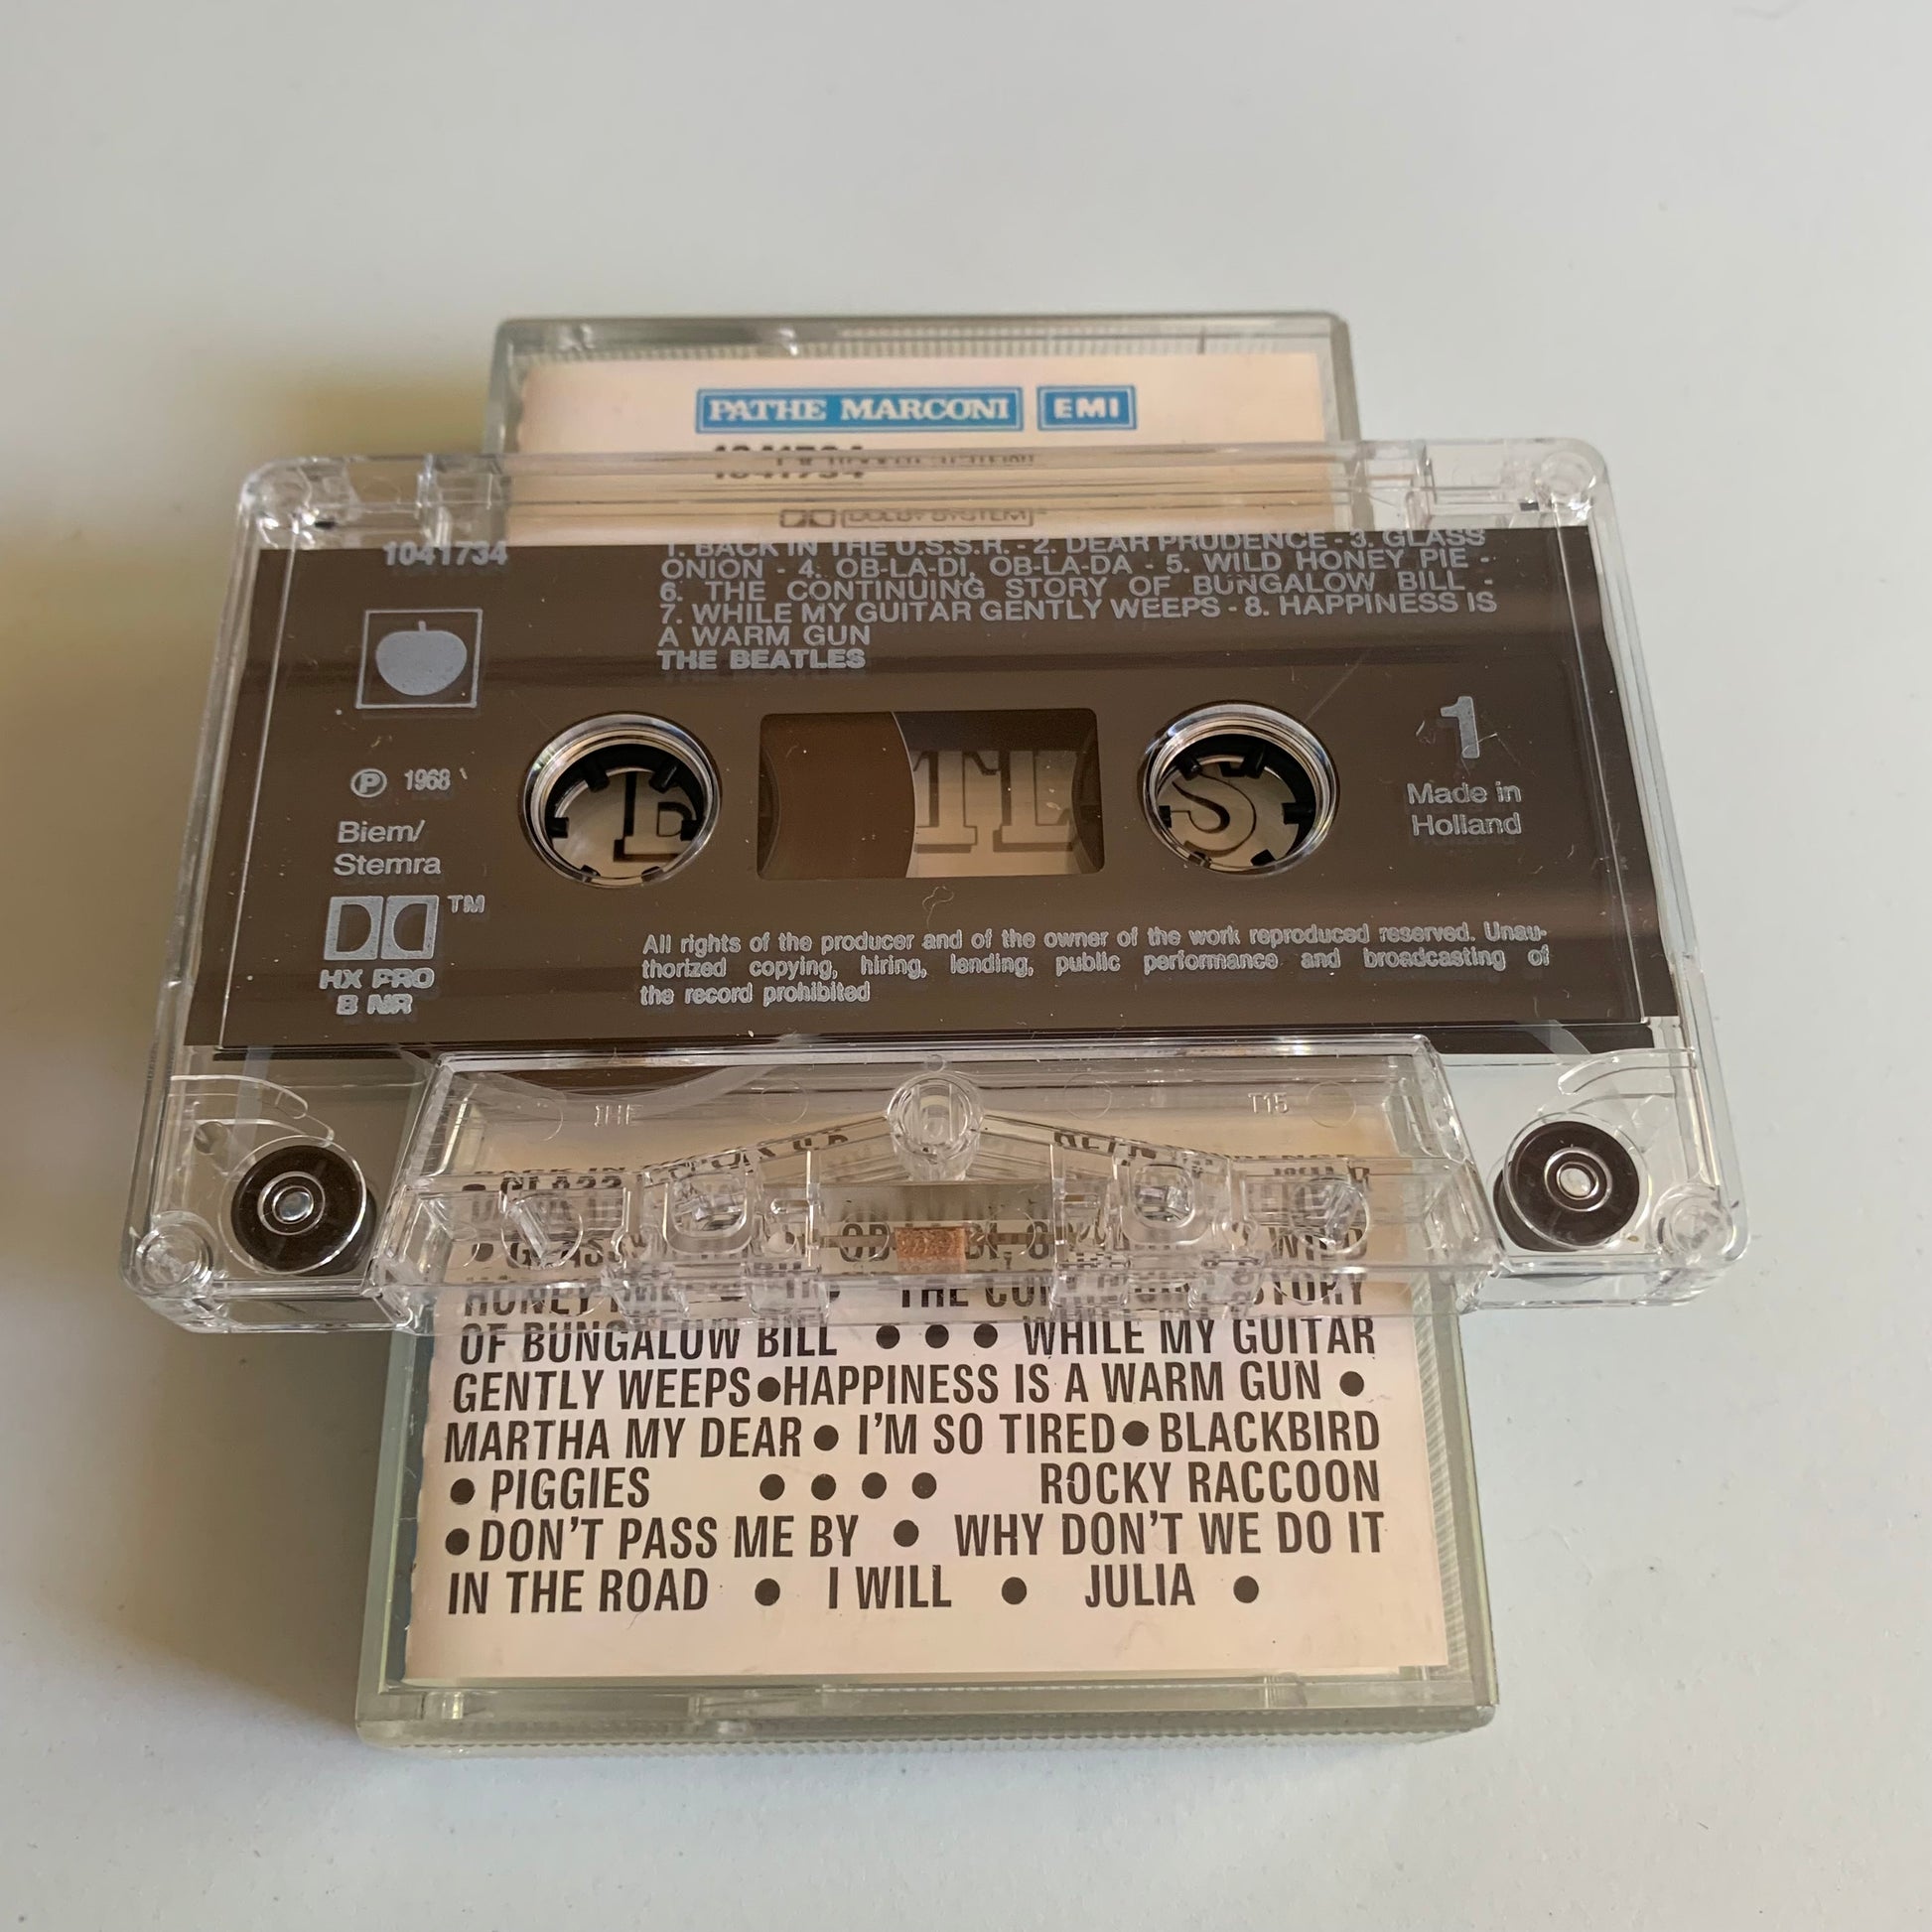 PATHE MARCONI EMI
1041734
DOLBY SYSTEM
1041734
1. BACK IN THE U.S.S.R. - 2. DEAR PRUDENCE - 3. GLASS
ONION - 4. OB-LA-DI, OB-LA-DA - 5. WILD HONEY PIE -
6. THE CONTINUING STORY OF BUNGALOW BILL -
7. WHILE MY GUITAR GENTLY WEEPS - 8. HAPPINESS IS
A WARM GUN
THE BEATLES
℗ 1968
Biem/
Stemra
TM
HX PRO
B NR
1
Made in
Holland
All rights of the producer and of the owner of the work reproduced reserved. Unau-
thorized copying, hiring, lending, public performance and broadcasting of
the record prohibited
T15
WILD
HONEY THE STORY
OF BUNGALOW BILL • • • WHILE MY GUITAR
GENTLY WEEPS • HAPPINESS IS A WARM GUN •
MARTHA MY DEAR • I'M SO TIRED • BLACKBIRD
• PIGGIES • • • • ROCKY RACCOON
• DON'T PASS ME BY • WHY DON'T WE DO IT
IN THE ROAD • I WILL • JULIA •